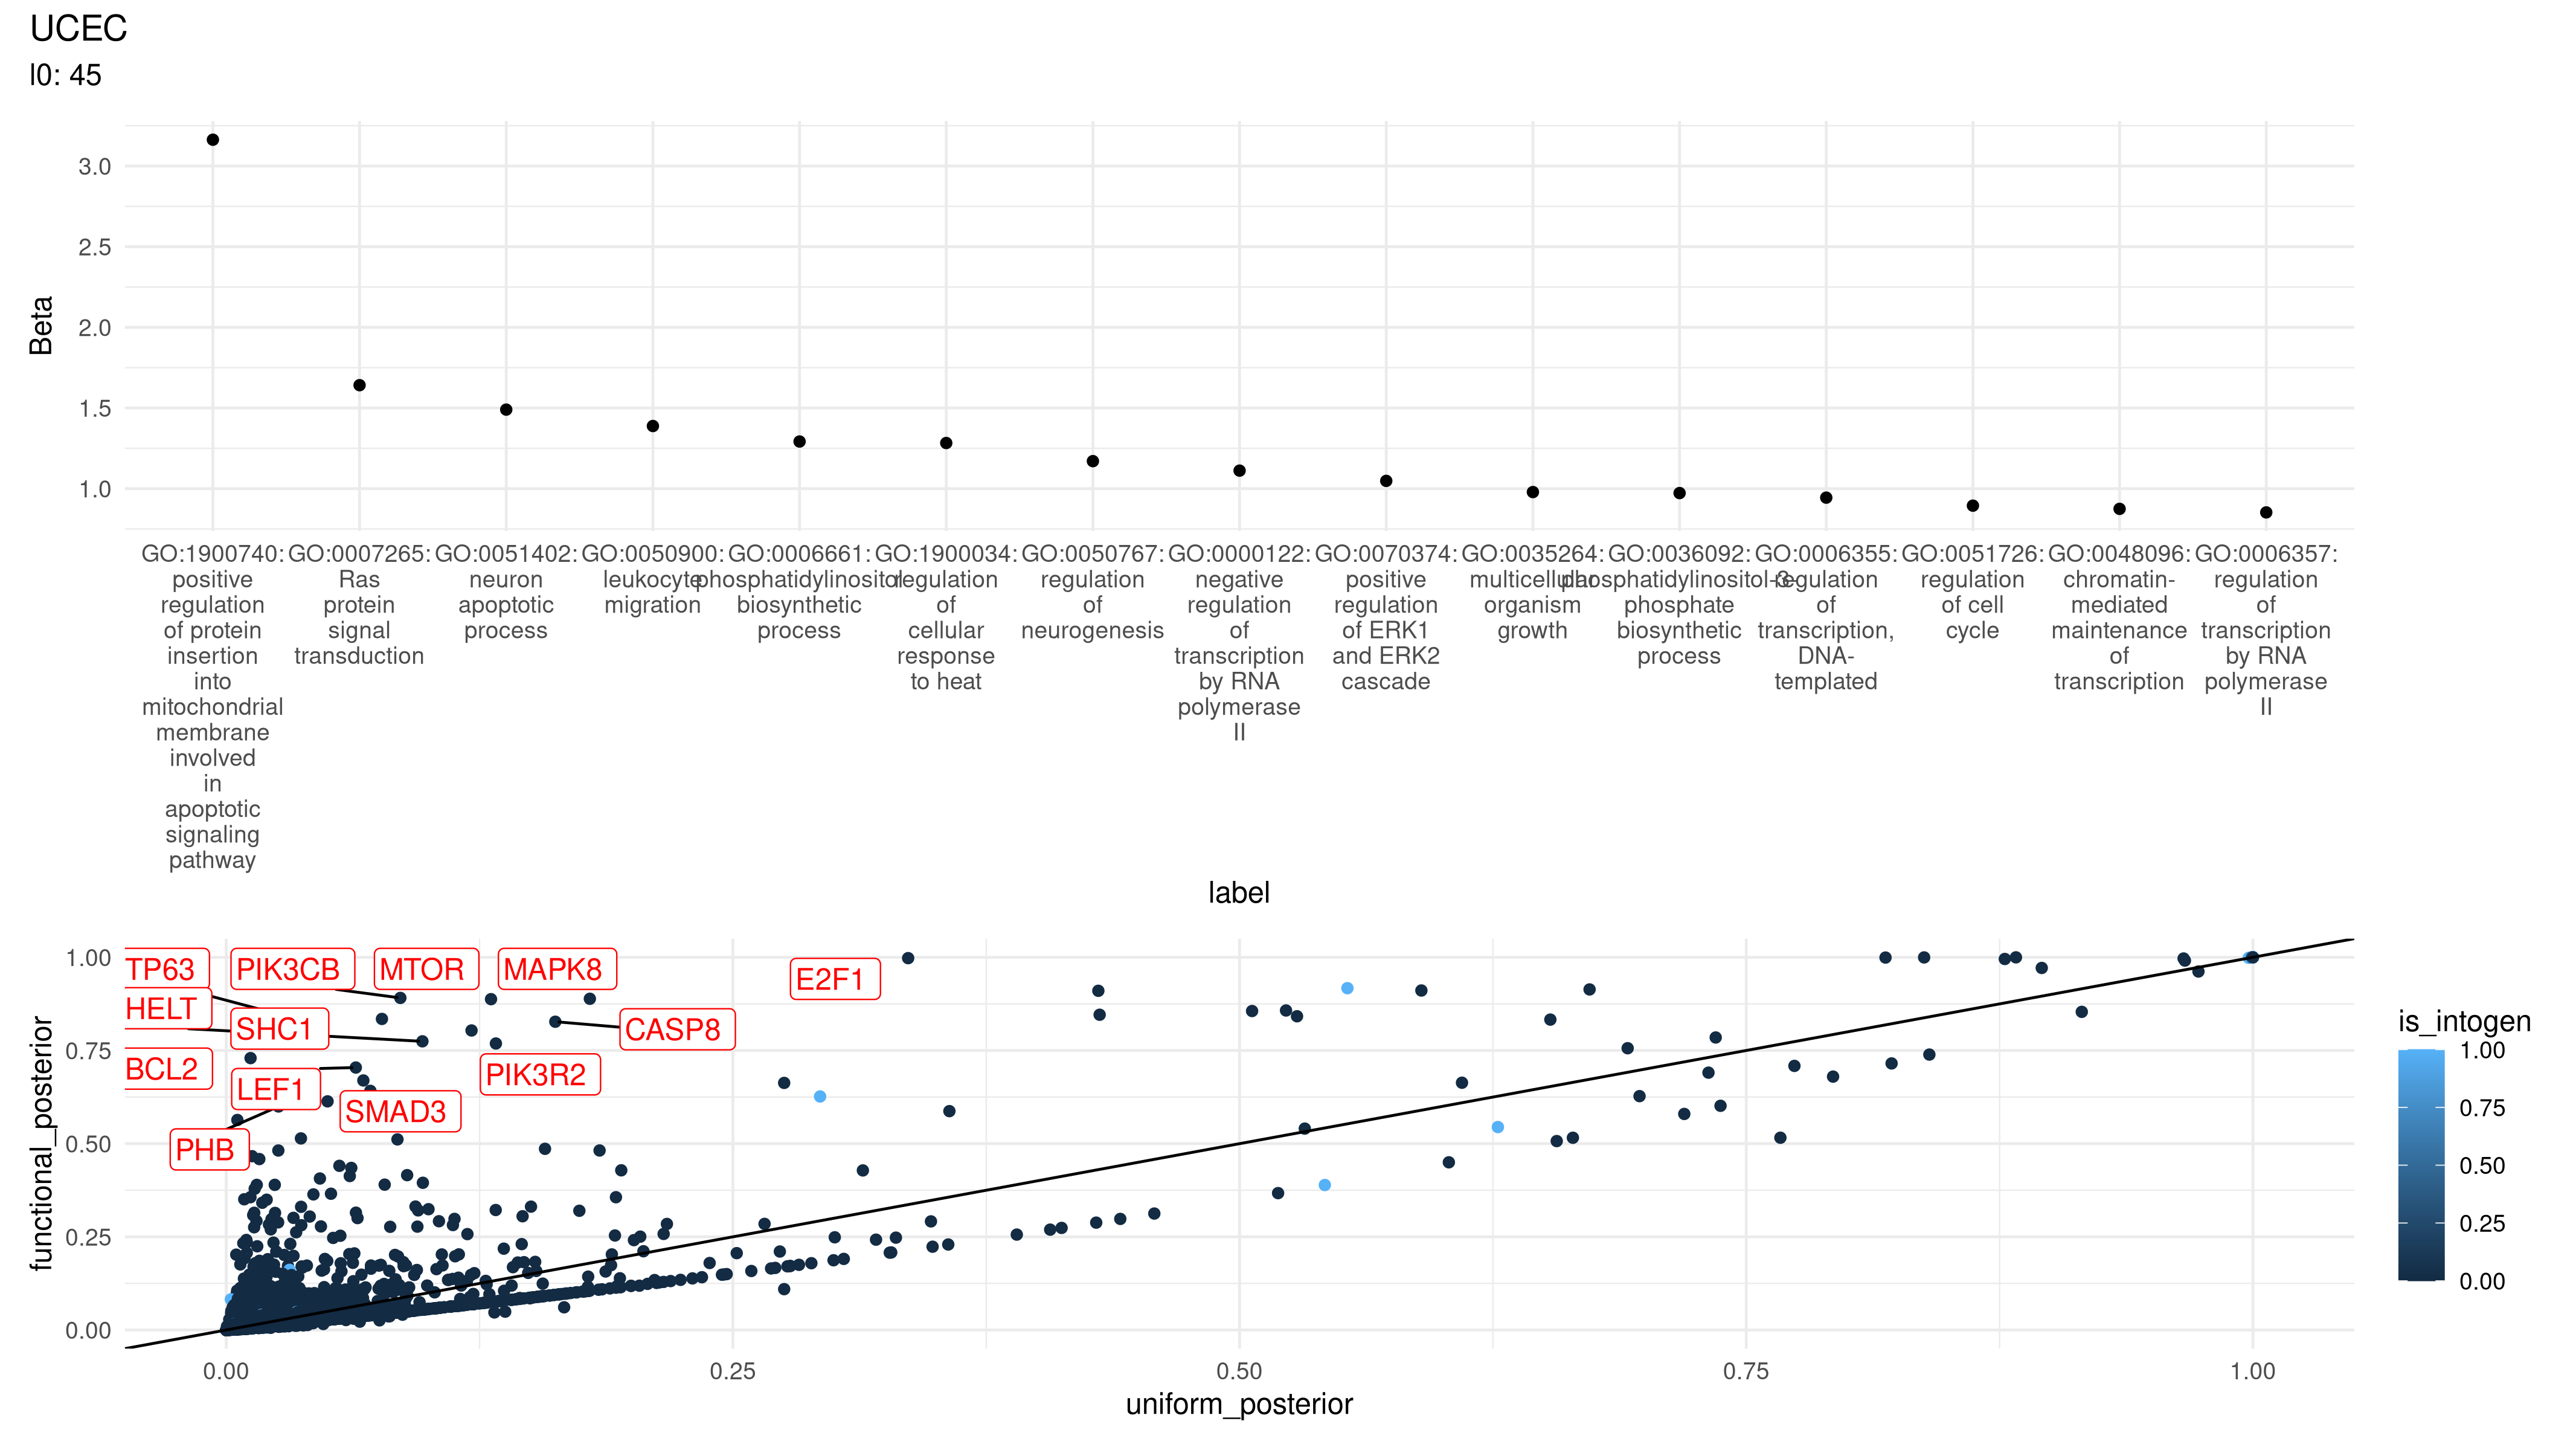 UCEC
l0: 45
Beta
3.0
2.5
2.0
1.5
1.0
GO:1900740:
positive
regulation
of protein
insertion
into
mitochondrial
membrane
involved
in
apoptotic
signaling
pathway
GO:0007265:
Ras
protein
signal
transduction
GO:0051402:
neuron
apoptotic
process
GO:0050900:
leukocyte
migration
GO:0006661:
phosphatidylinositol
biosynthetic
process
GO:1900034:
regulation
of
cellular
response
to heat
GO:0050767:
regulation
of
neurogenesis
GO:0000122:
negative
regulation
of
transcription
by RNA
polymerase
II
GO:0070374:
positive
regulation
of ERK1
and ERK2
cascade
GO:0035264:
multicellular
organism
growth
GO:0036092:
phosphatidylinositol-3-
phosphate
biosynthetic
process
GO:0006355:
regulation
of
transcription,
DNA-
templated
GO:0051726:
regulation
of cell
cycle
GO:0048096:
chromatin-
mediated
maintenance
of
transcription
GO:0006357:
regulation
of
transcription
by RNA
polymerase
II
label
functional_posterior
1.00
0.75
0.50
0.25
0.00
TP63
PIK3CB
MTOR
MAPK8
E2F1
HELT
SHC1
CASP8
BCL2
LEF1
PIK3R2
SMAD3
PHB
0.00
0.25
0.50
0.75
1.00
uniform_posterior
is_intogen
1.00
0.75
0.50
0.25
0.00